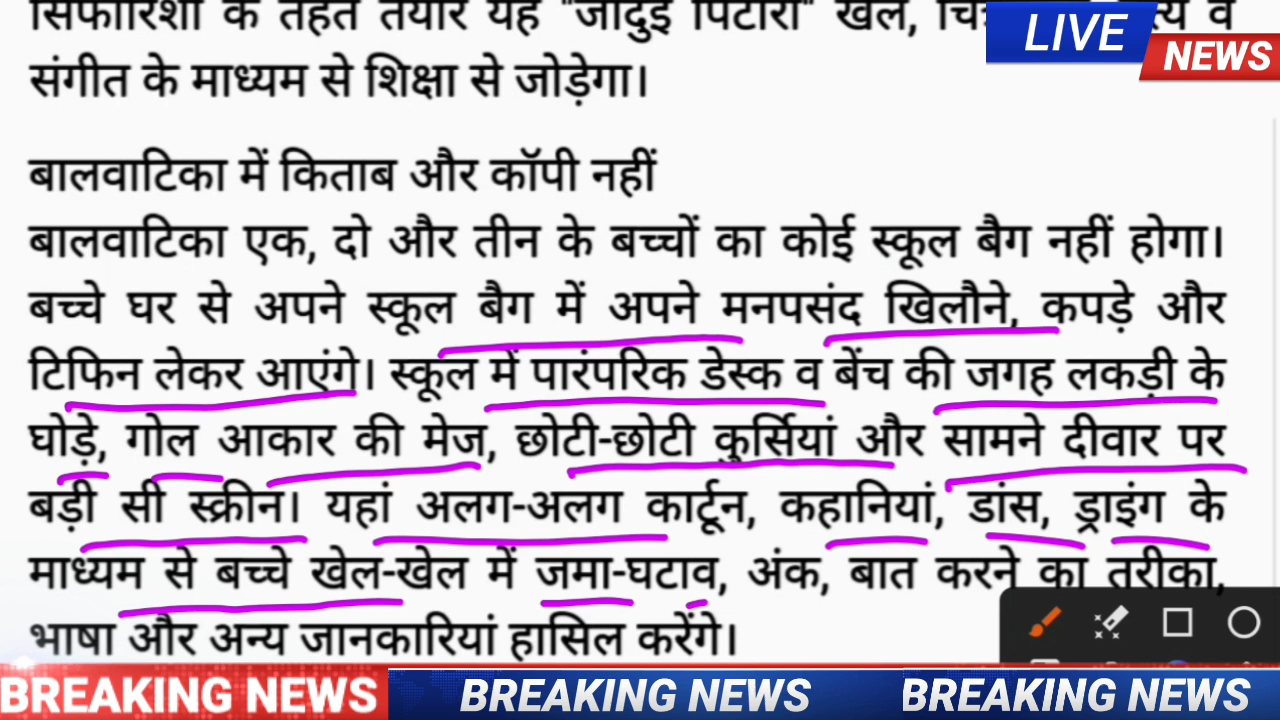 सिफारिशों के तहत तैयार यह "जादुई पिटारा" खेल,
LIVE
NEWS
संगीत के माध्यम से शिक्षा से जोड़ेगा।
बालवाटिका में किताब और कॉपी नहीं
बालवाटिका एक, दो और तीन के बच्चों का कोई स्कूल बैग नहीं होगा।
बच्चे घर से अपने स्कूल बैग में अपने मनपसंद खिलौने, कपड़े और
टिफिन लेकर आएंगे। स्कूल में पारंपरिक डेस्क व बेंच की जगह लकड़ी के
घोड़े, गोल आकार की मेज, छोटी-छोटी कुर्सियां और सामने दीवार पर
बड़ी सी स्क्रीन। यहां अलग-अलग कार्टून, कहानियां, डांस, ड्राइंग के
माध्यम से बच्चे खेल-खेल में जमा-घटाव, अंक, बात करने का तरीका,
भाषा और अन्य जानकारियां हासिल करेंगे।
BREAKING NEWS BREAKING NEWS BREAKING NEWS